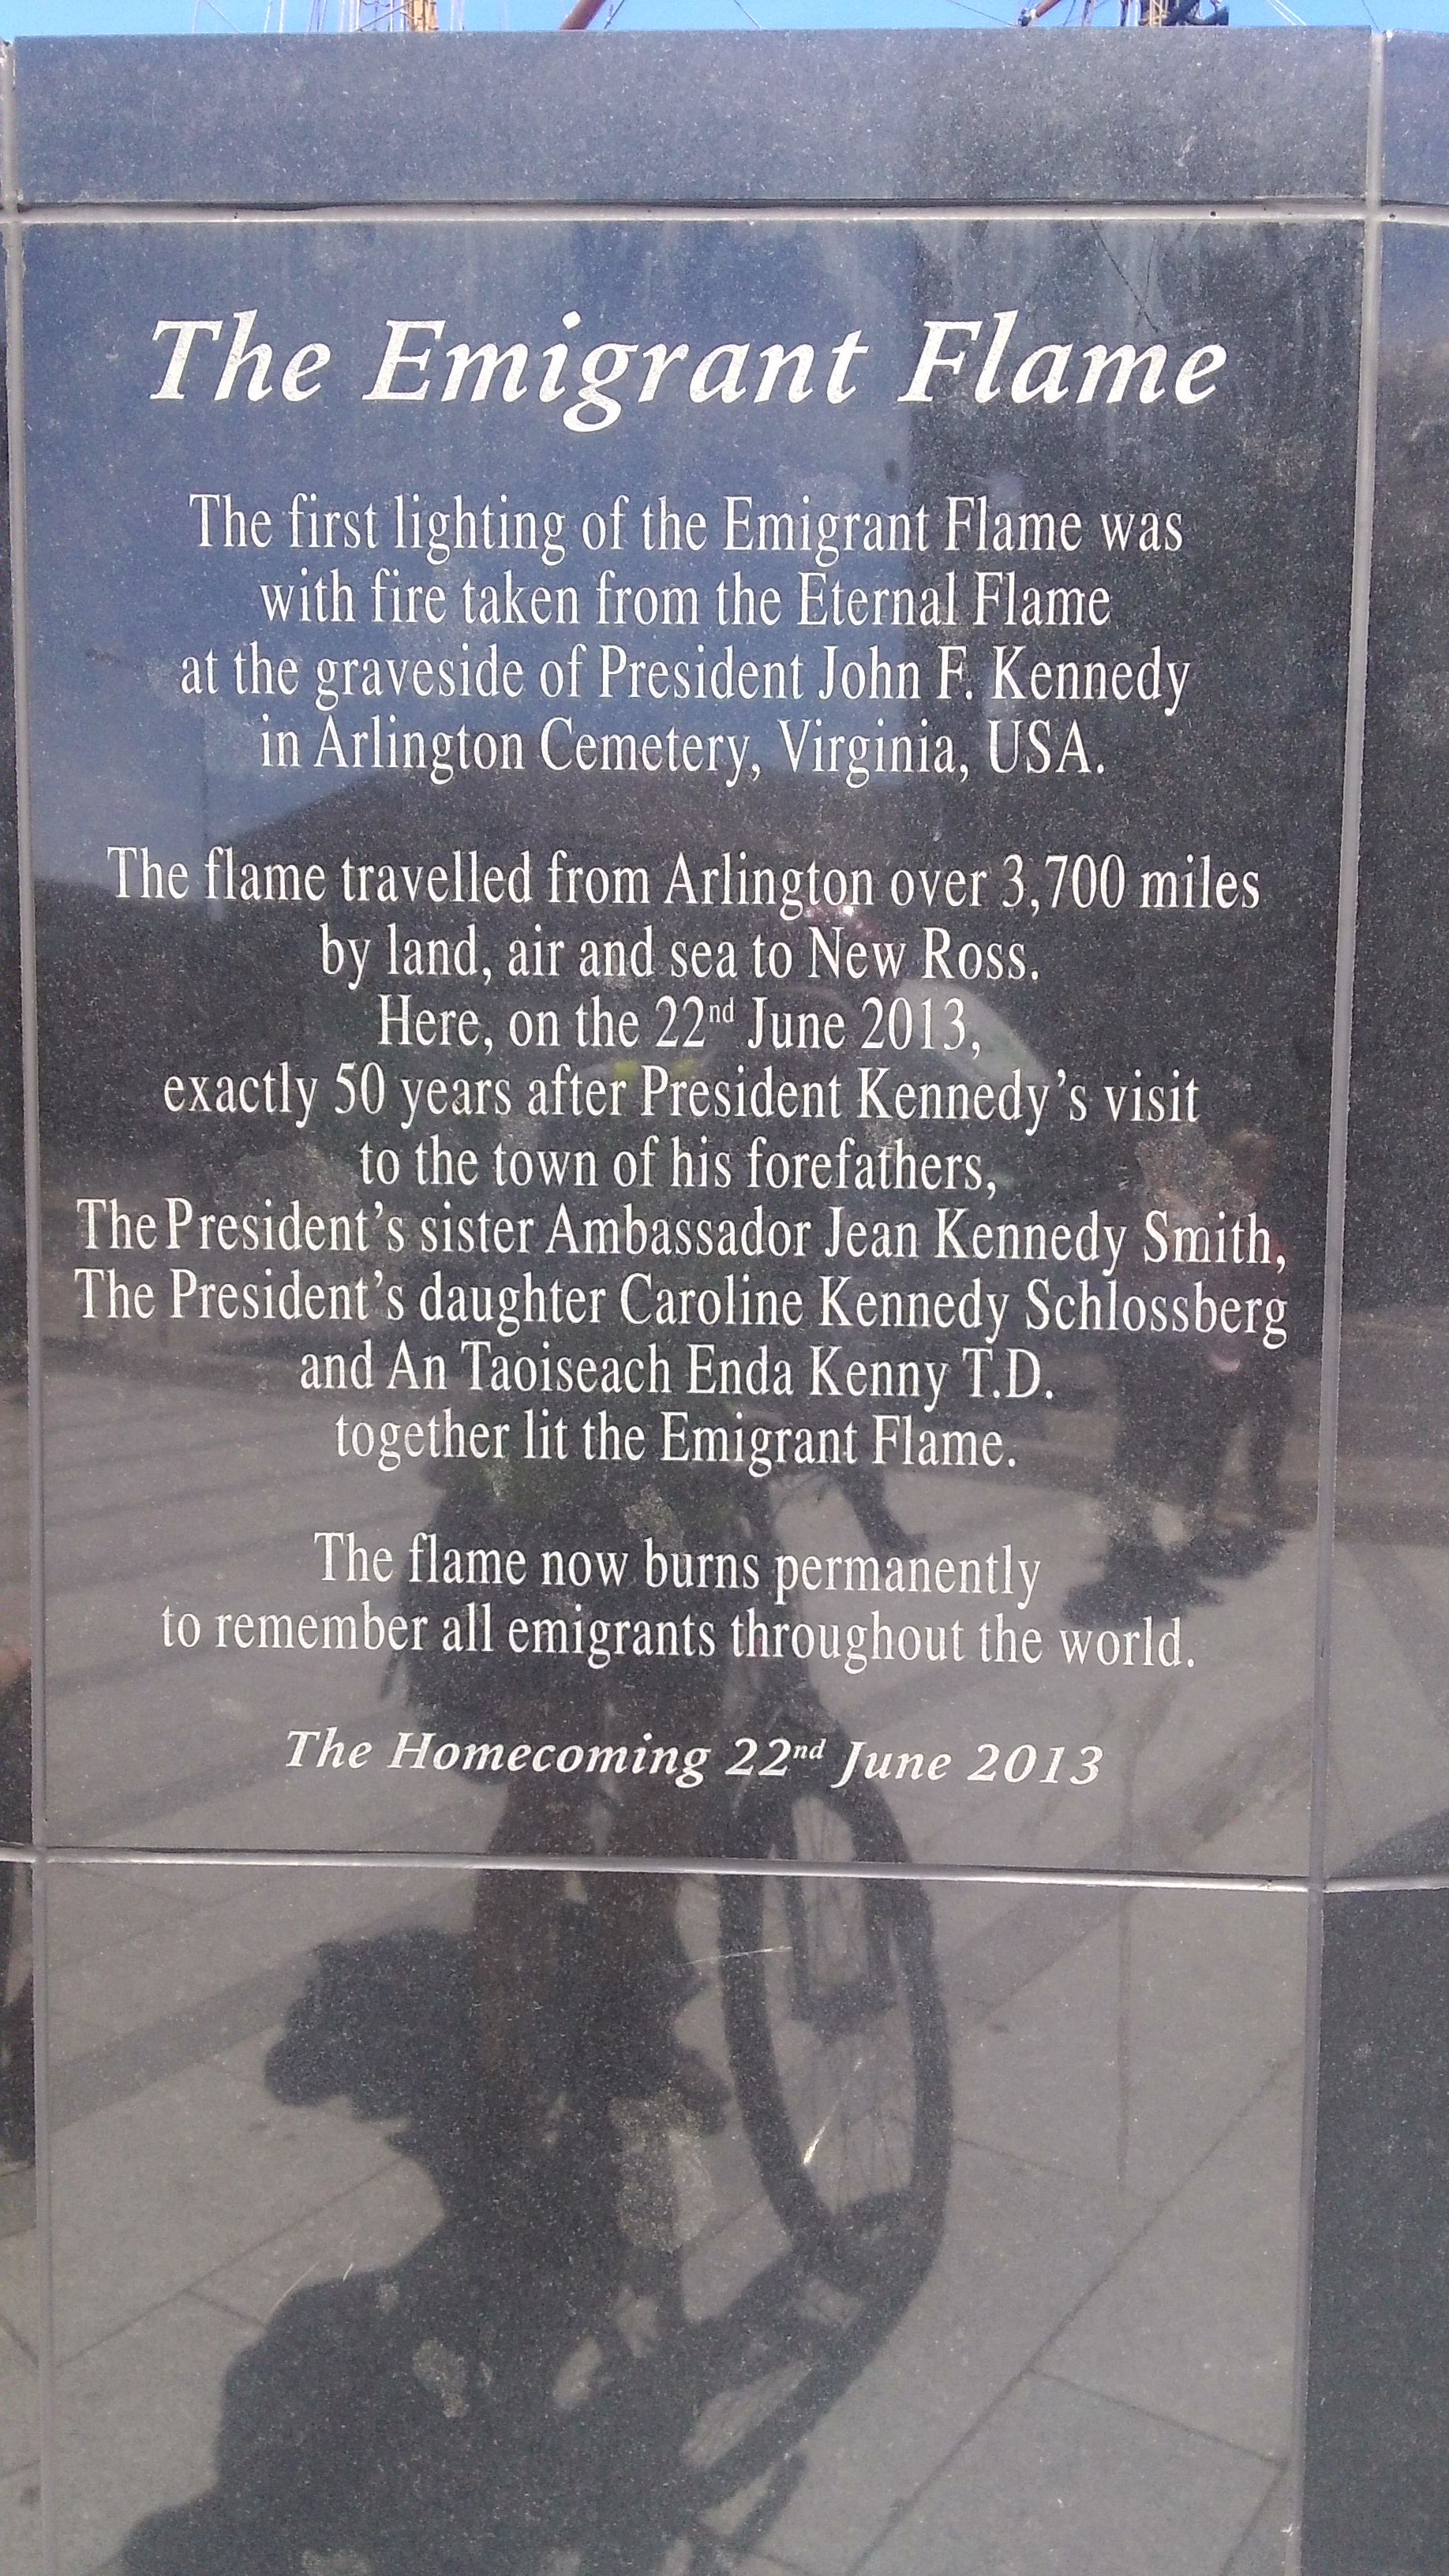 The Emigrant Flame
The first lighting of the Emigrant Flame was
with fire taken from the Eternal Flame
at the graveside of President John F. Kennedy
in Arlington Cemetery, Virginia, USA.
The flame travelled from Arlington over 3,700 miles
by land, air and sea to New Ross.
Here, on the 22nd June 2013,
exactly 50 years after President Kennedy's visit
to the town of his forefathers,
The President's sister Ambassador Jean Kennedy Smith,
The President's daughter Caroline Kennedy Schlossberg
and An Taoiseach Enda Kenny T.D.
together lit the Emigrant Flame.
The flame now burns permanently
to remember all emigrants throughout the world.
The Homecoming 22nd June 2013